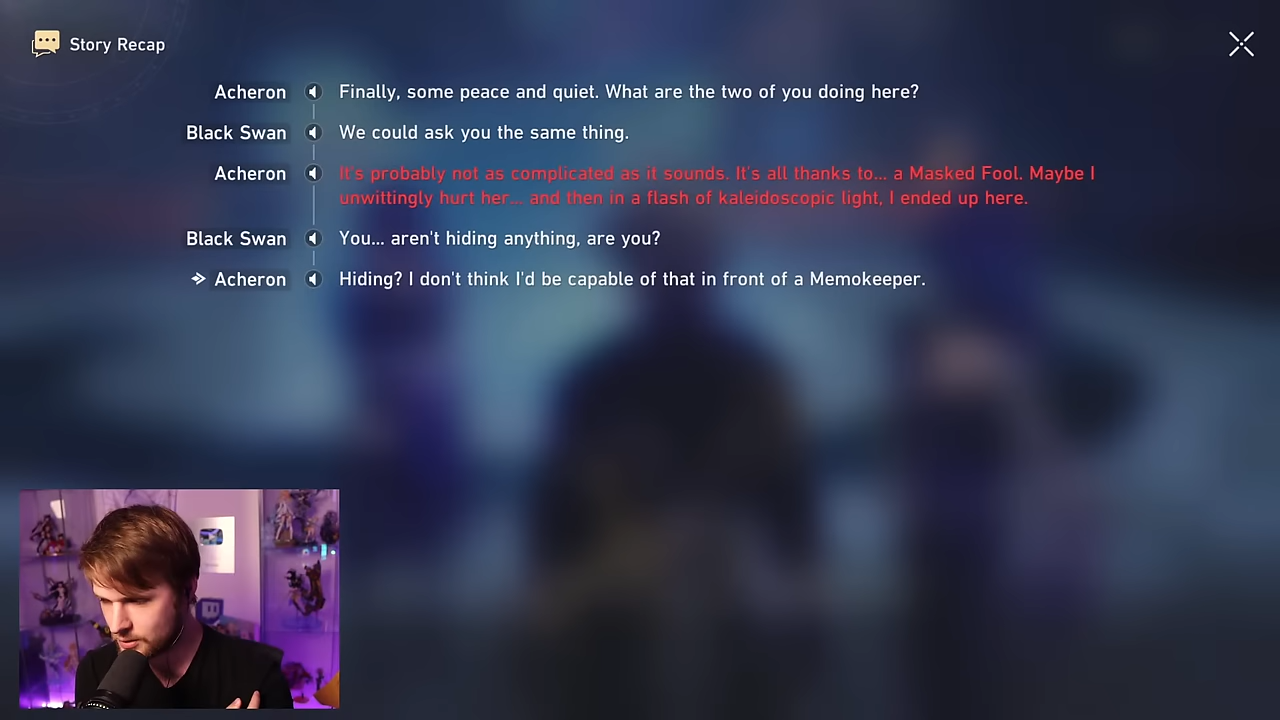 Story Recap
Acheron Finally, some peace and quiet. What are the two of you doing here?
Black Swan We could ask you the same thing.
Acheron It's probably not as complicated as it sounds. It's all thanks to... a Masked Fool. Maybe I
unwittingly hurt her... and then in a flash of kaleidoscopic light, I ended up here.
Black Swan You... aren't hiding anything, are you?
Acheron Hiding? I don't think I'd be capable of that in front of a Memokeeper.